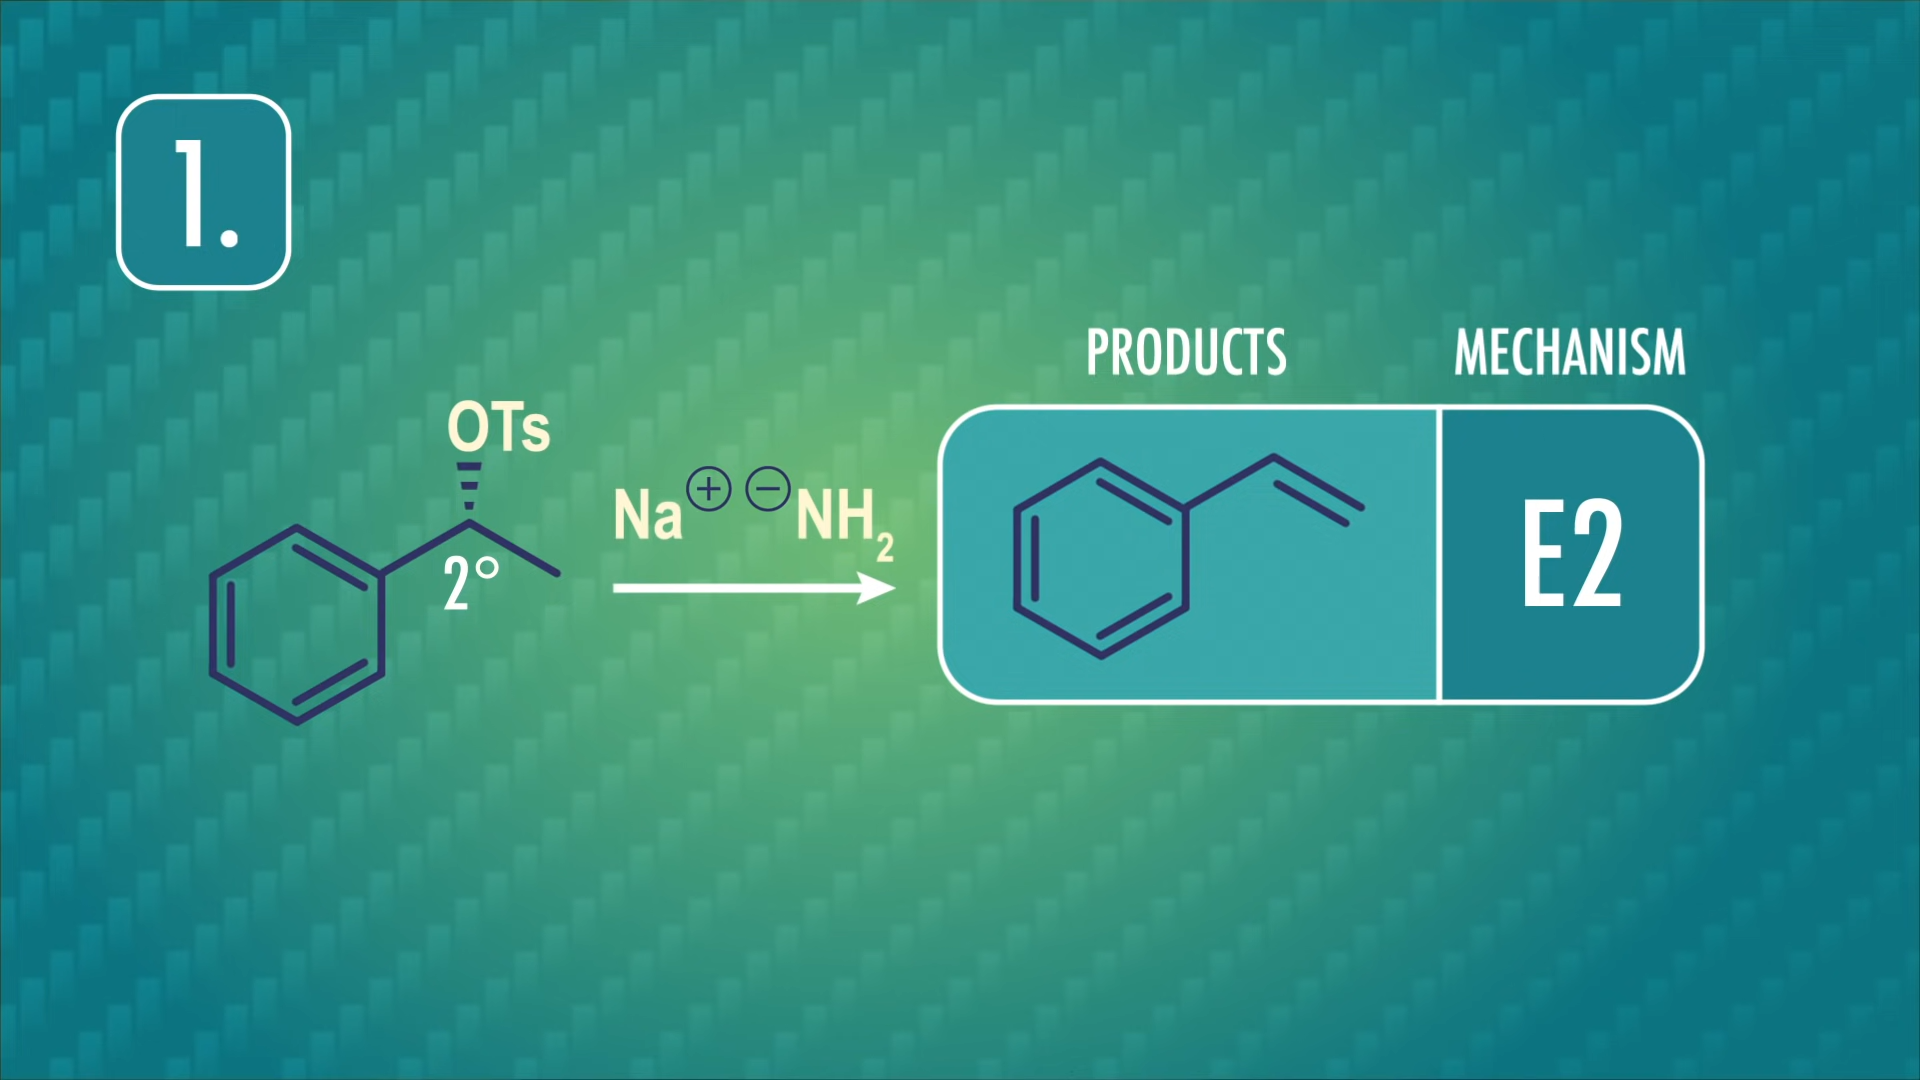 1.
PRODUCTS
MECHANISM
OTs
2°
Na⊕ ⊖NH₂
E2